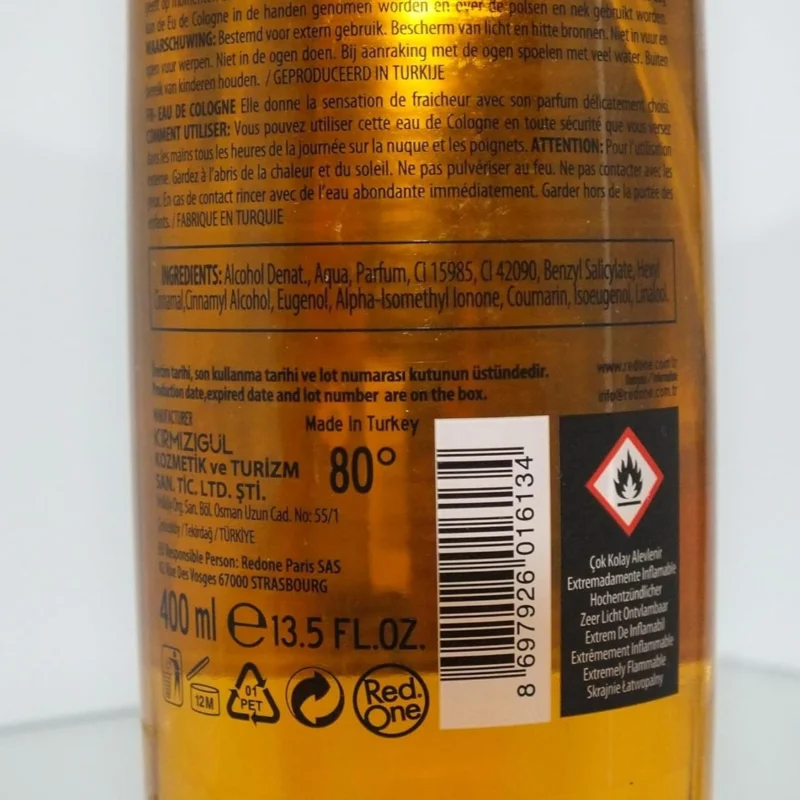 van de Eu de Cologne in de handen genomen worden en over de polsen en nek gebruikt worden.
WAARSCHUWING: Bestemd voor extern gebruik. Bescherm van licht en hitte bronnen. Niet in vuur en
ogen vuur werpen. Niet in de ogen doen. Bij aanraking met de ogen spoelen met veel water. Buiten
bereik van kinderen houden. / GEPRODUCEERD IN TURKIJE
FR- EAU DE COLOGNE Elle donne la sensation de fraicheur avec son parfum délicatement choisi.
COMMENT UTILISER: Vous pouvez utiliser cette eau de Cologne en toute sécurité que vous versez
dans les mains tous les heures de la journée sur la nuque et les poignets. ATTENTION: Pour l'utilisation
externe. Gardez à l'abris de la chaleur et du soleil. Ne pas pulvériser au feu. Ne pas contacter avec les
yeux. En cas de contact rincer avec de l'eau abondante immédiatement. Garder hors de la portée des
enfants. / FABRIQUE EN TURQUIE
INGREDIENTS: Alcohol Denat., Aqua, Parfum, CI 15985, CI 42090, Benzyl Salicylate, Hexyl
Cinnamal,Cinnamyl Alcohol, Eugenol, Alpha-Isomethyl Ionone, Coumarin, Isoeugenol, Linalool.
Üretim tarihi, son kullanma tarihi ve lot numarası kutunun üstündedir.
Production date,expired date and lot number are on the box.
www.redone.com.tr
info@redone.com.tr
MANUFACTURER
KIRMIZIGÜL
KOZMETİK ve TURİZM
SAN. TİC. LTD. ŞTİ.
Org. San. Böl. Osman Uzun Cad. No: 55/1
/ Tekirdağ / TÜRKİYE
EU Responsible Person: Redone Paris SAS
42 Rue Des Vosges 67000 STRASBOURG
Made in Turkey
80°
400 ml e 13.5 FL.OZ.
12M
01
PET
Red.
One
8 697926 016134
Çok Kolay Alevlenir
Extremadamente Inflamable
Hochentzündlicher
Zeer Licht Ontvlambaar
Extrem De Inflamabil
Extrêmement Inflammable
Extremely Flammable
Skrajnie Łatwopalny